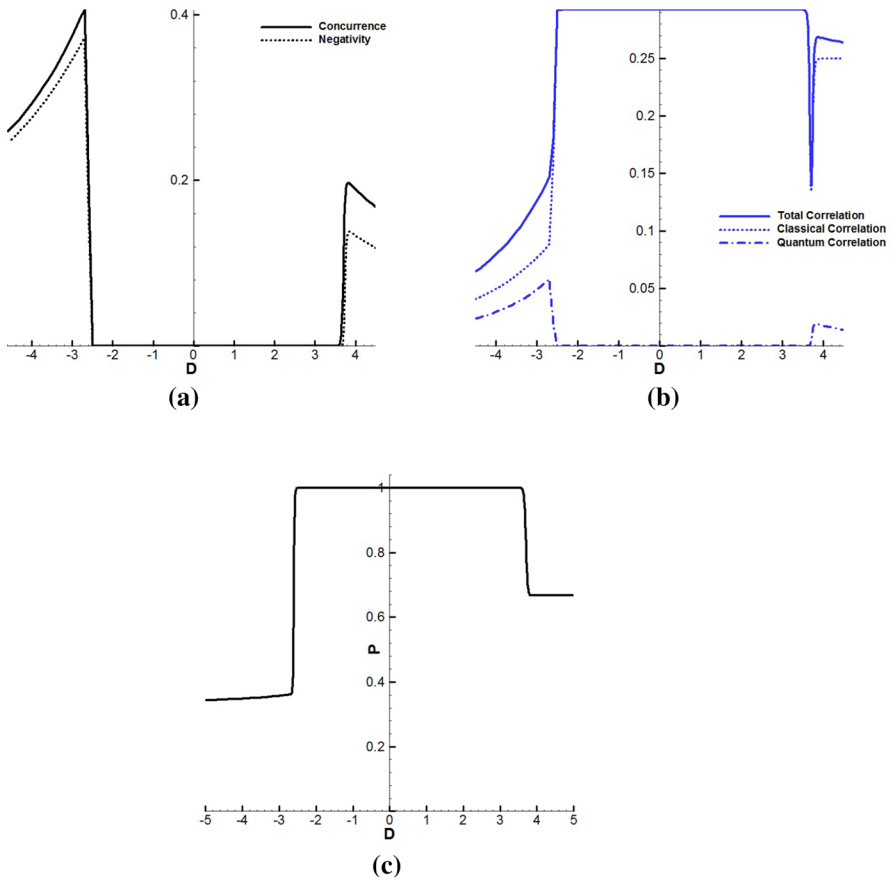 0.4
Concurrence
Negativity
0.2
-4 -3 -2 -1 0 1 2 3 4
D
(a)
0.25
0.2
0.15
Total Correlation
Classical Correlation
Quantum Correlation
0.1
0.05
-4 -3 -2 -1 0 1 2 3 4
D
(b)
1
0.8
0.6
P
0.4
0.2
-5 -4 -3 -2 -1 0 1 2 3 4 5
D
(c)